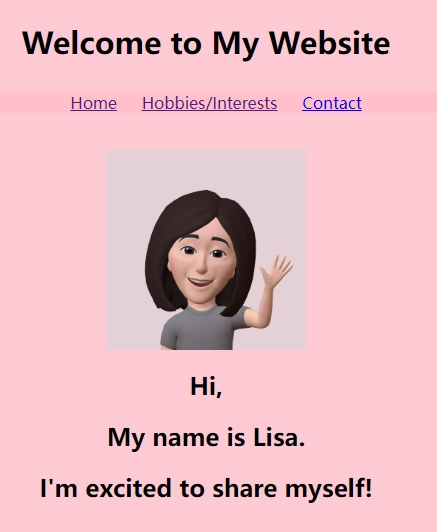 Welcome to My Website
Home Hobbies/Interests Contact
Hi,
My name is Lisa.
I'm excited to share myself!